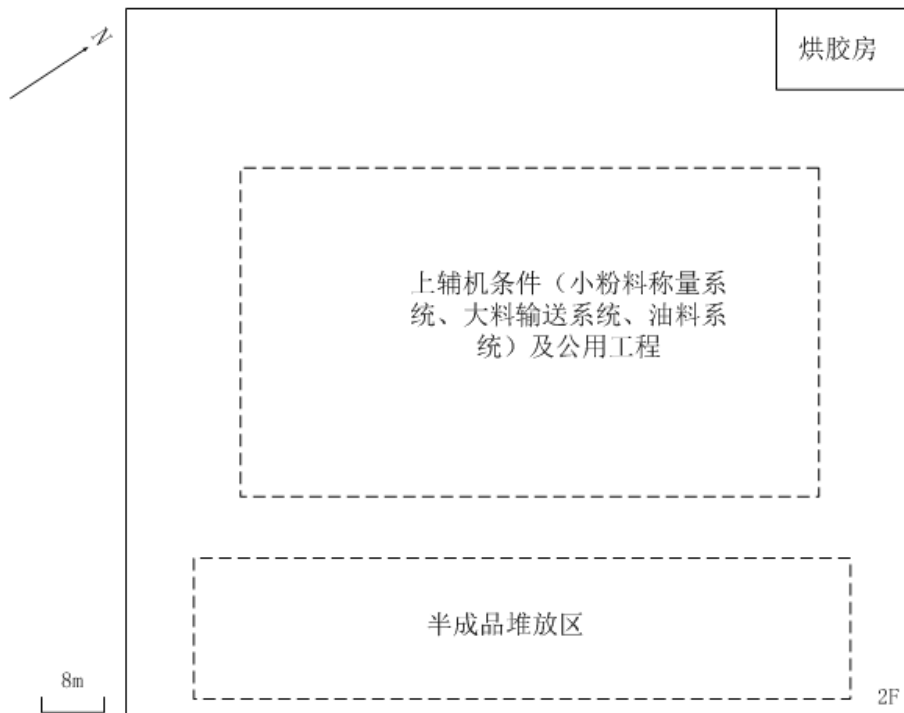 N
烘胶房
上辅机条件（小粉料称量系
统、大料输送系统、油料系
统）及公用工程
半成品堆放区
8m
2F